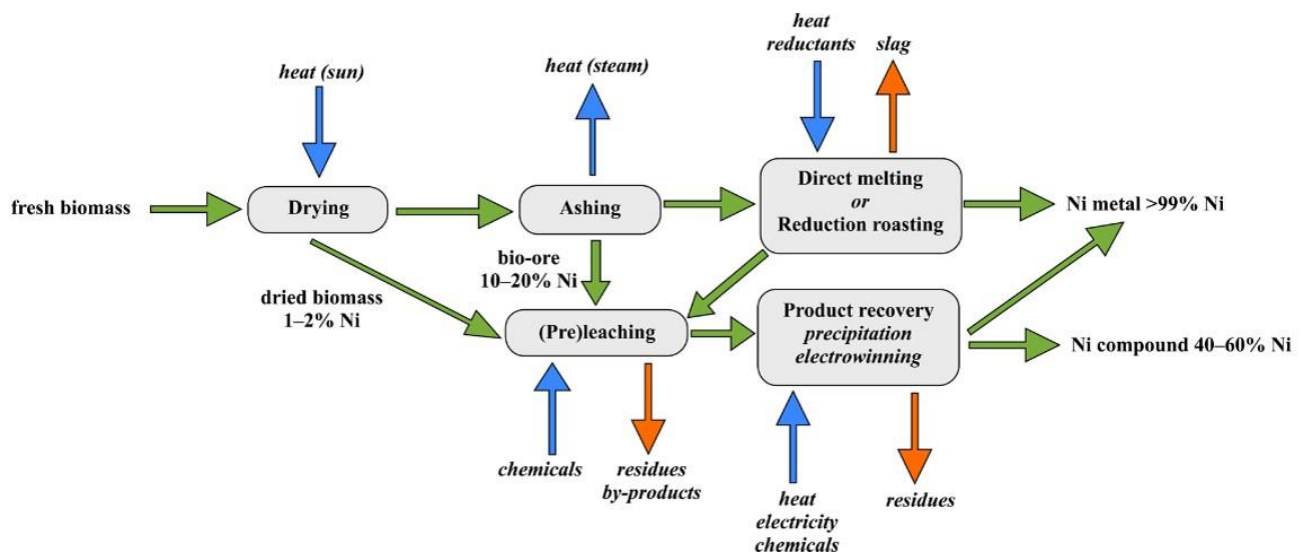 heat
reductants
slag
heat (sun)
heat (steam)
fresh biomass
Drying
Ashing
Direct melting
or
Reduction roasting
Ni metal >99% Ni
bio-ore
10–20% Ni
dried biomass
1–2% Ni
(Pre)leaching
Product recovery
precipitation
electrowinning
Ni compound 40–60% Ni
chemicals
residues
by-products
heat
electricity
chemicals
residues